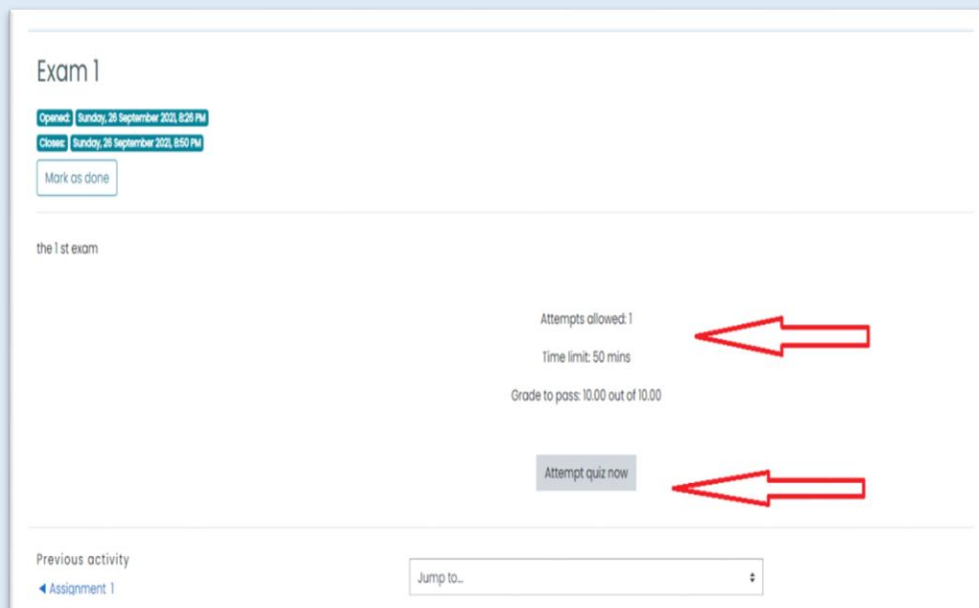 Exam 1
Opened: Sunday, 26 September 2021, 8:26 PM
Closes: Sunday, 26 September 2021, 8:50 PM
Mark as done
the 1 st exam
Attempts allowed: 1
Time limit: 50 mins
Grade to pass: 10.00 out of 10.00
Attempt quiz now
Previous activity
◀ Assignment 1
Jump to...